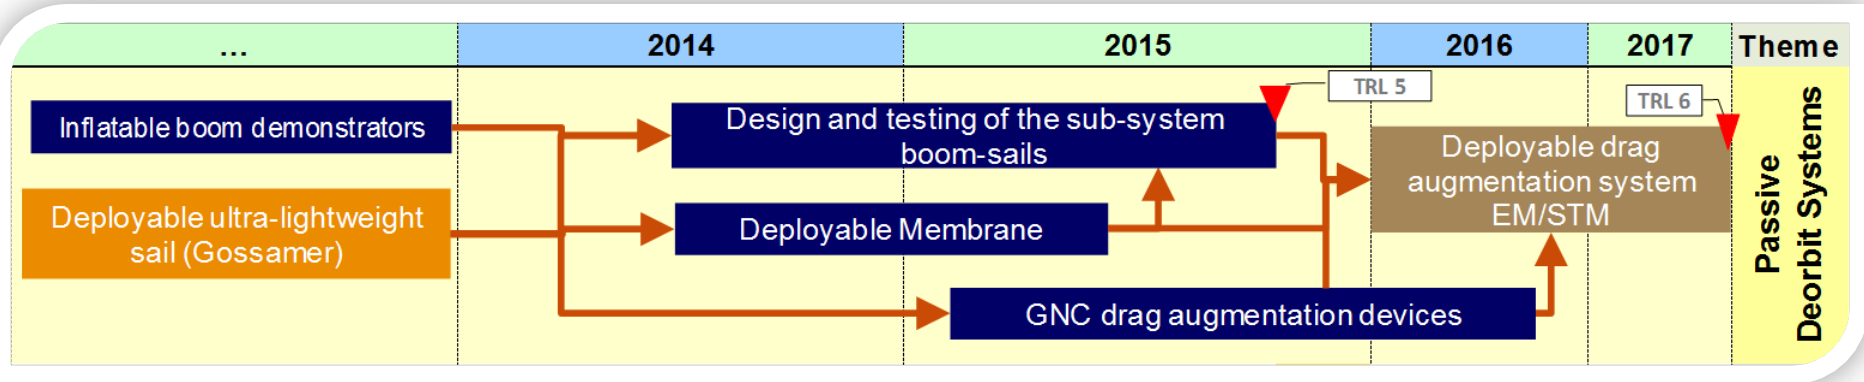 ...
2014
2015
2016
2017
Theme
TRL 5
TRL 6
Inflatable boom demonstrators
Design and testing of the sub-system
boom-sails
Deployable drag
augmentation system
EM/STM
Deployable ultra-lightweight
sail (Gossamer)
Deployable Membrane
GNC drag augmentation devices
Passive
Deorbit Systems